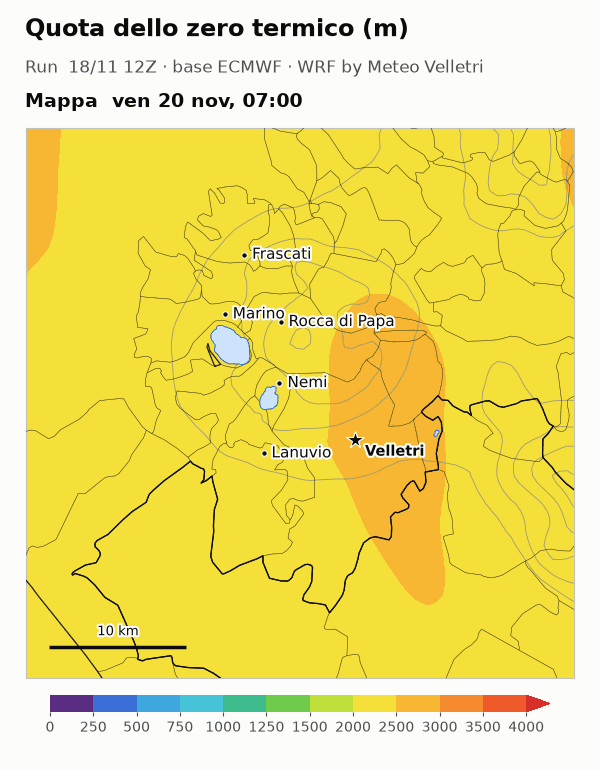 Quota dello zero termico (m)
Run  18/11 12Z · base ECMWF · WRF by Meteo Velletri
Mappa  ven 20 nov, 07:00
Frascati
Marino
Rocca di Papa
Nemi
Velletri
Lanuvio
10 km
0 250 500 750 1000 1250 1500 2000 2500 3000 3500 4000